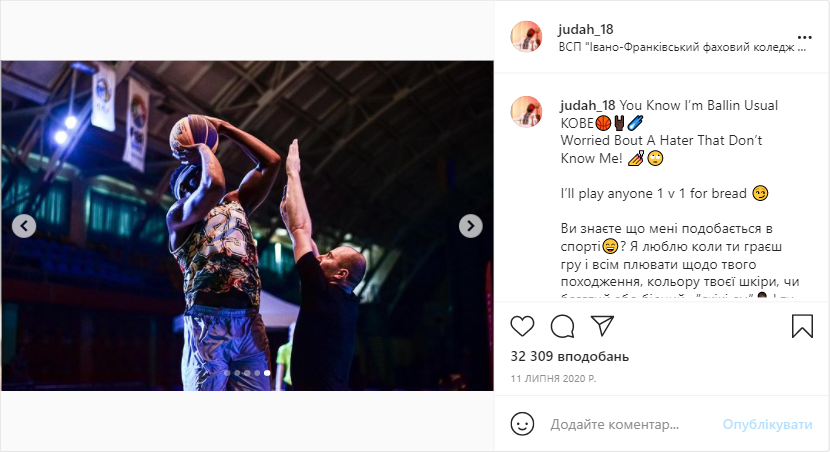 judah_18
ВСП "Івано-Франківський фаховий коледж ...
judah_18 You Know I'm Ballin Usual
КОВЕ🏀🤘🏿🧬
Worried Bout A Hater That Don't
Know Me! 💅🙄
I'll play anyone 1 v 1 for bread 😏
Ви знаєте що мені подобається в
спорті😄? Я люблю коли ти граєш
гру і всім плювати щодо твого
походження, кольору твоєї шкіри, чи
32 309 вподобань
11 ЛИПНЯ 2020 Р.
Додайте коментар...
Опублікувати